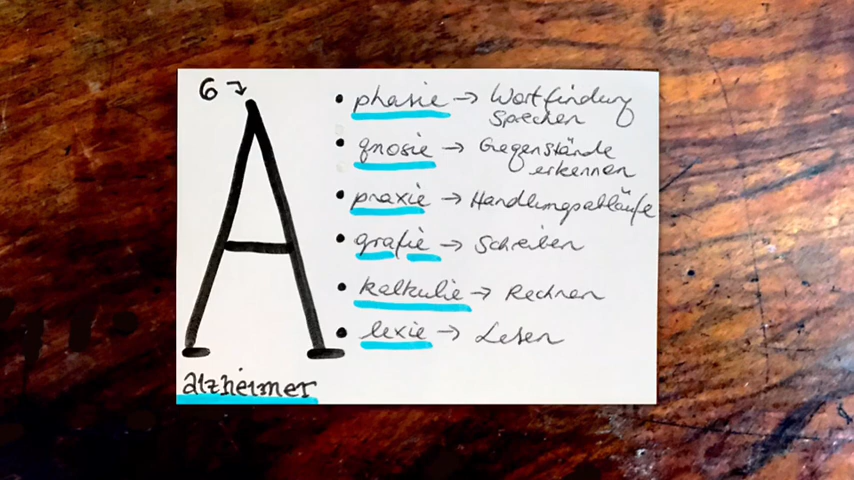 6 → A
• phasie → Wortfindung
sprechen
• gnosie → Gegenstände
erkennen
• praxie → Handlungsabläufe
• grafie → Schreiben
• kalkulie → Rechnen
• lexie → Lesen
alzheimer